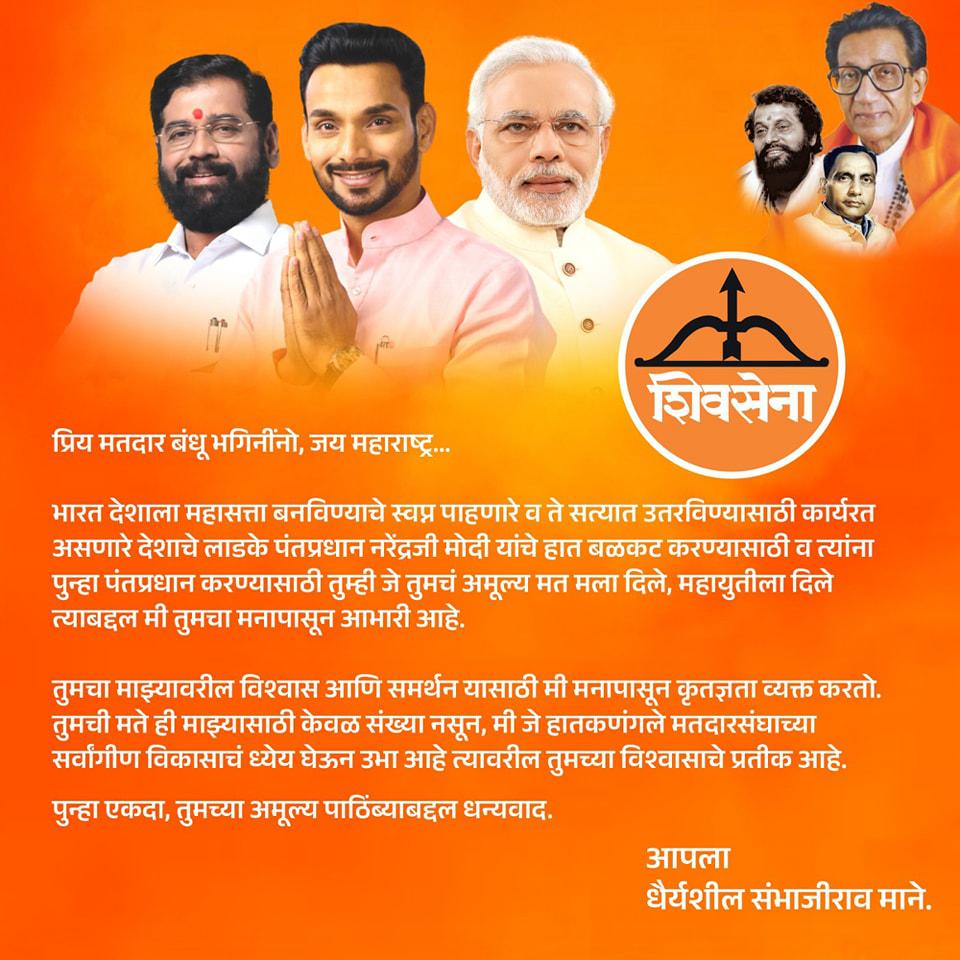 शिवसेना
प्रिय मतदार बंधू भगिनींनो, जय महाराष्ट्र...
भारत देशाला महासत्ता बनविण्याचे स्वप्न पाहणारे व ते सत्यात उतरविण्यासाठी कार्यरत
असणारे देशाचे लाडके पंतप्रधान नरेंद्रजी मोदी यांचे हात बळकट करण्यासाठी व त्यांना
पुन्हा पंतप्रधान करण्यासाठी तुम्ही जे तुमचं अमूल्य मत मला दिले, महायुतीला दिले
त्याबद्दल मी तुमचा मनापासून आभारी आहे.
तुमचा माझ्यावरील विश्वास आणि समर्थन यासाठी मी मनापासून कृतज्ञता व्यक्त करतो.
तुमची मते ही माझ्यासाठी केवळ संख्या नसून, मी जे हातकणंगले मतदारसंघाच्या
सर्वांगीण विकासाचं ध्येय घेऊन उभा आहे त्यावरील तुमच्या विश्वासाचे प्रतीक आहे.
पुन्हा एकदा, तुमच्या अमूल्य पाठिंब्याबद्दल धन्यवाद.
आपला
धैर्यशील संभाजीराव माने.